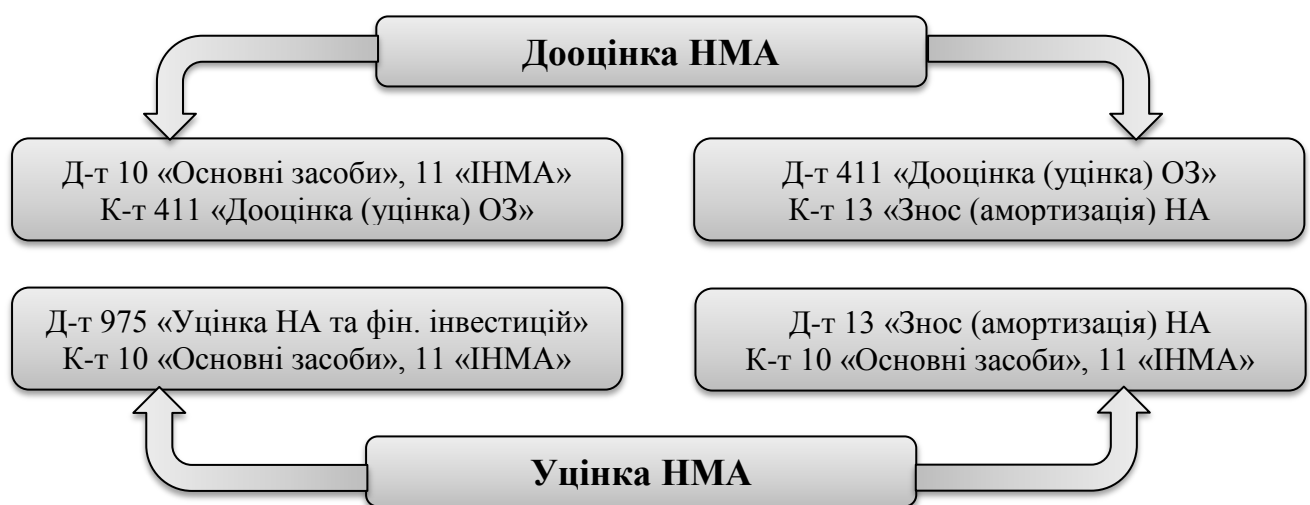 Дооцінка НМА
Д-т 10 «Основні засоби», 11 «ІНМА»
К-т 411 «Дооцінка (уцінка) ОЗ»
Д-т 411 «Дооцінка (уцінка) ОЗ»
К-т 13 «Знос (амортизація) НА
Д-т 975 «Уцінка НА та фін. інвестицій»
К-т 10 «Основні засоби», 11 «ІНМА»
Д-т 13 «Знос (амортизація) НА
К-т 10 «Основні засоби», 11 «ІНМА»
Уцінка НМА